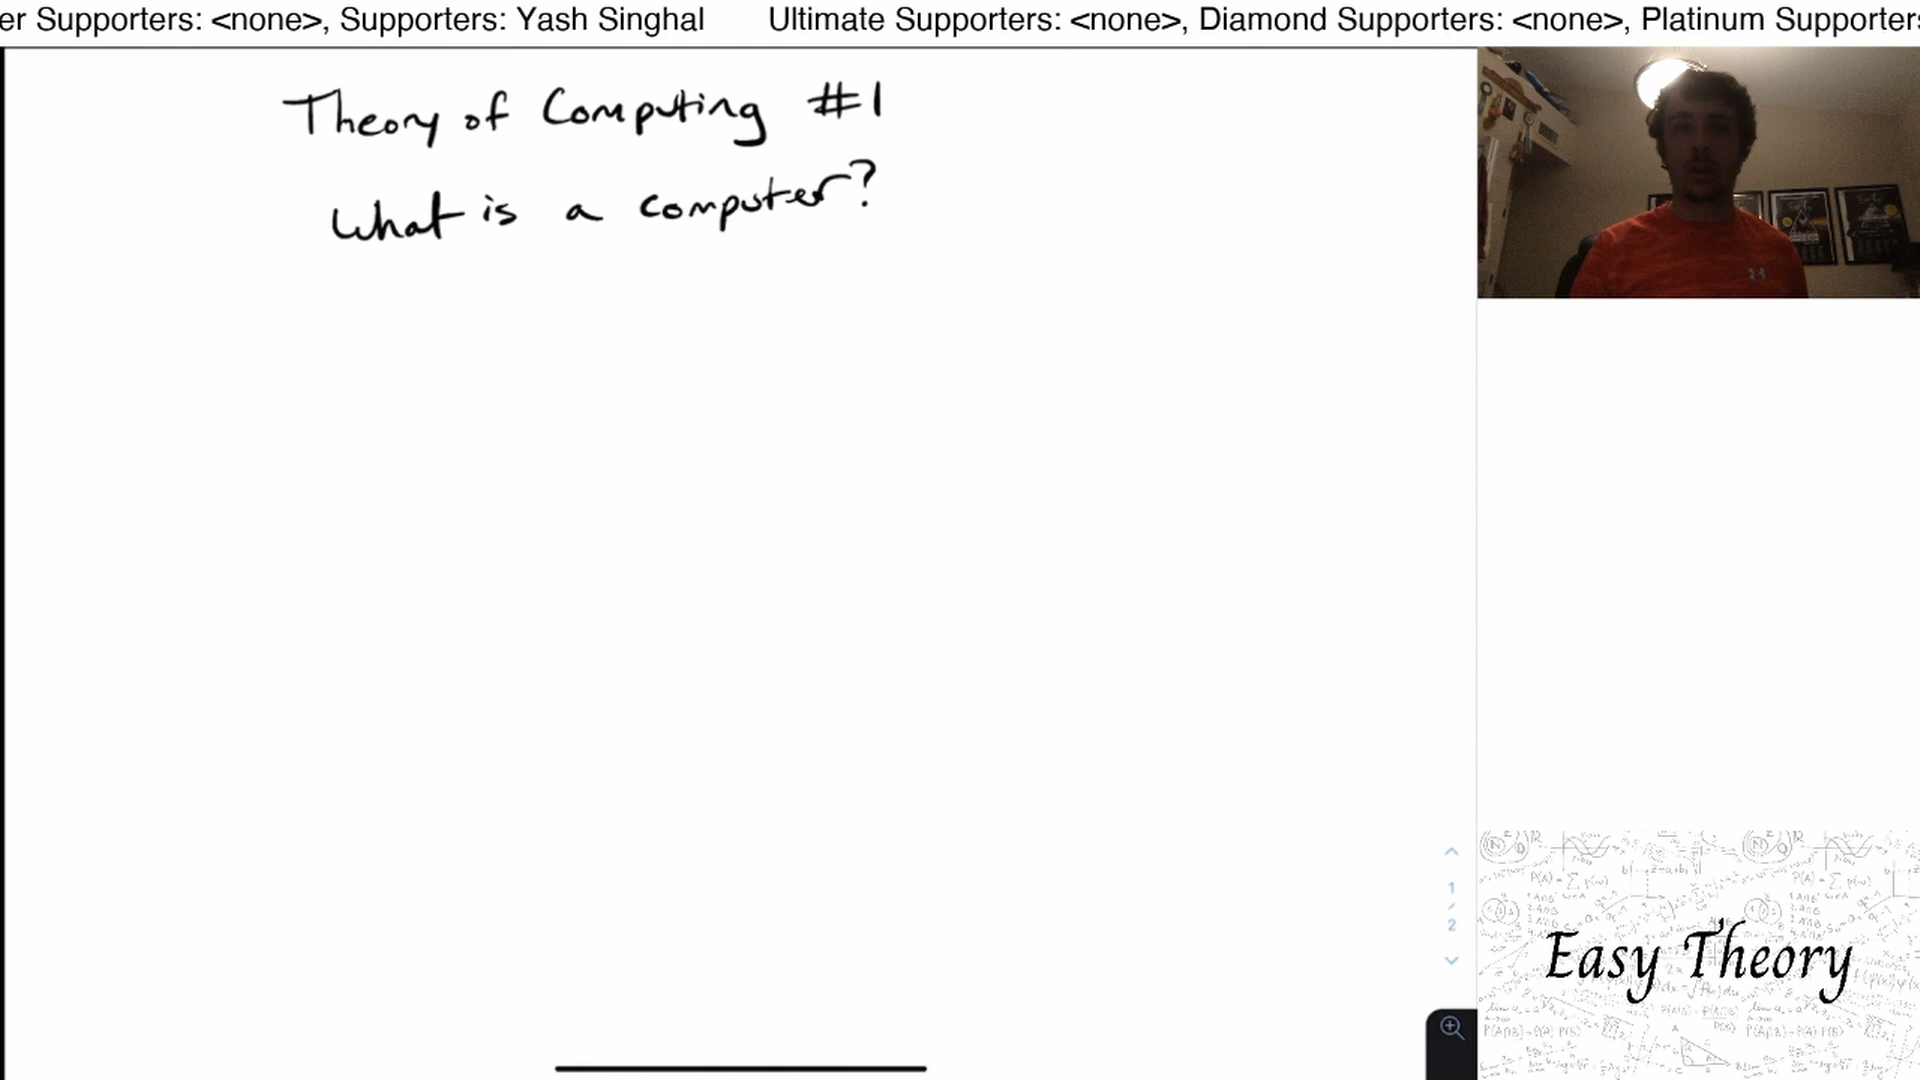 er Supporters: <none>, Supporters: Yash Singhal Ultimate Supporters: <none>, Diamond Supporters: <none>, Platinum Supporters
Theory of Computing #1
What is a computer?
1
2
Easy Theory